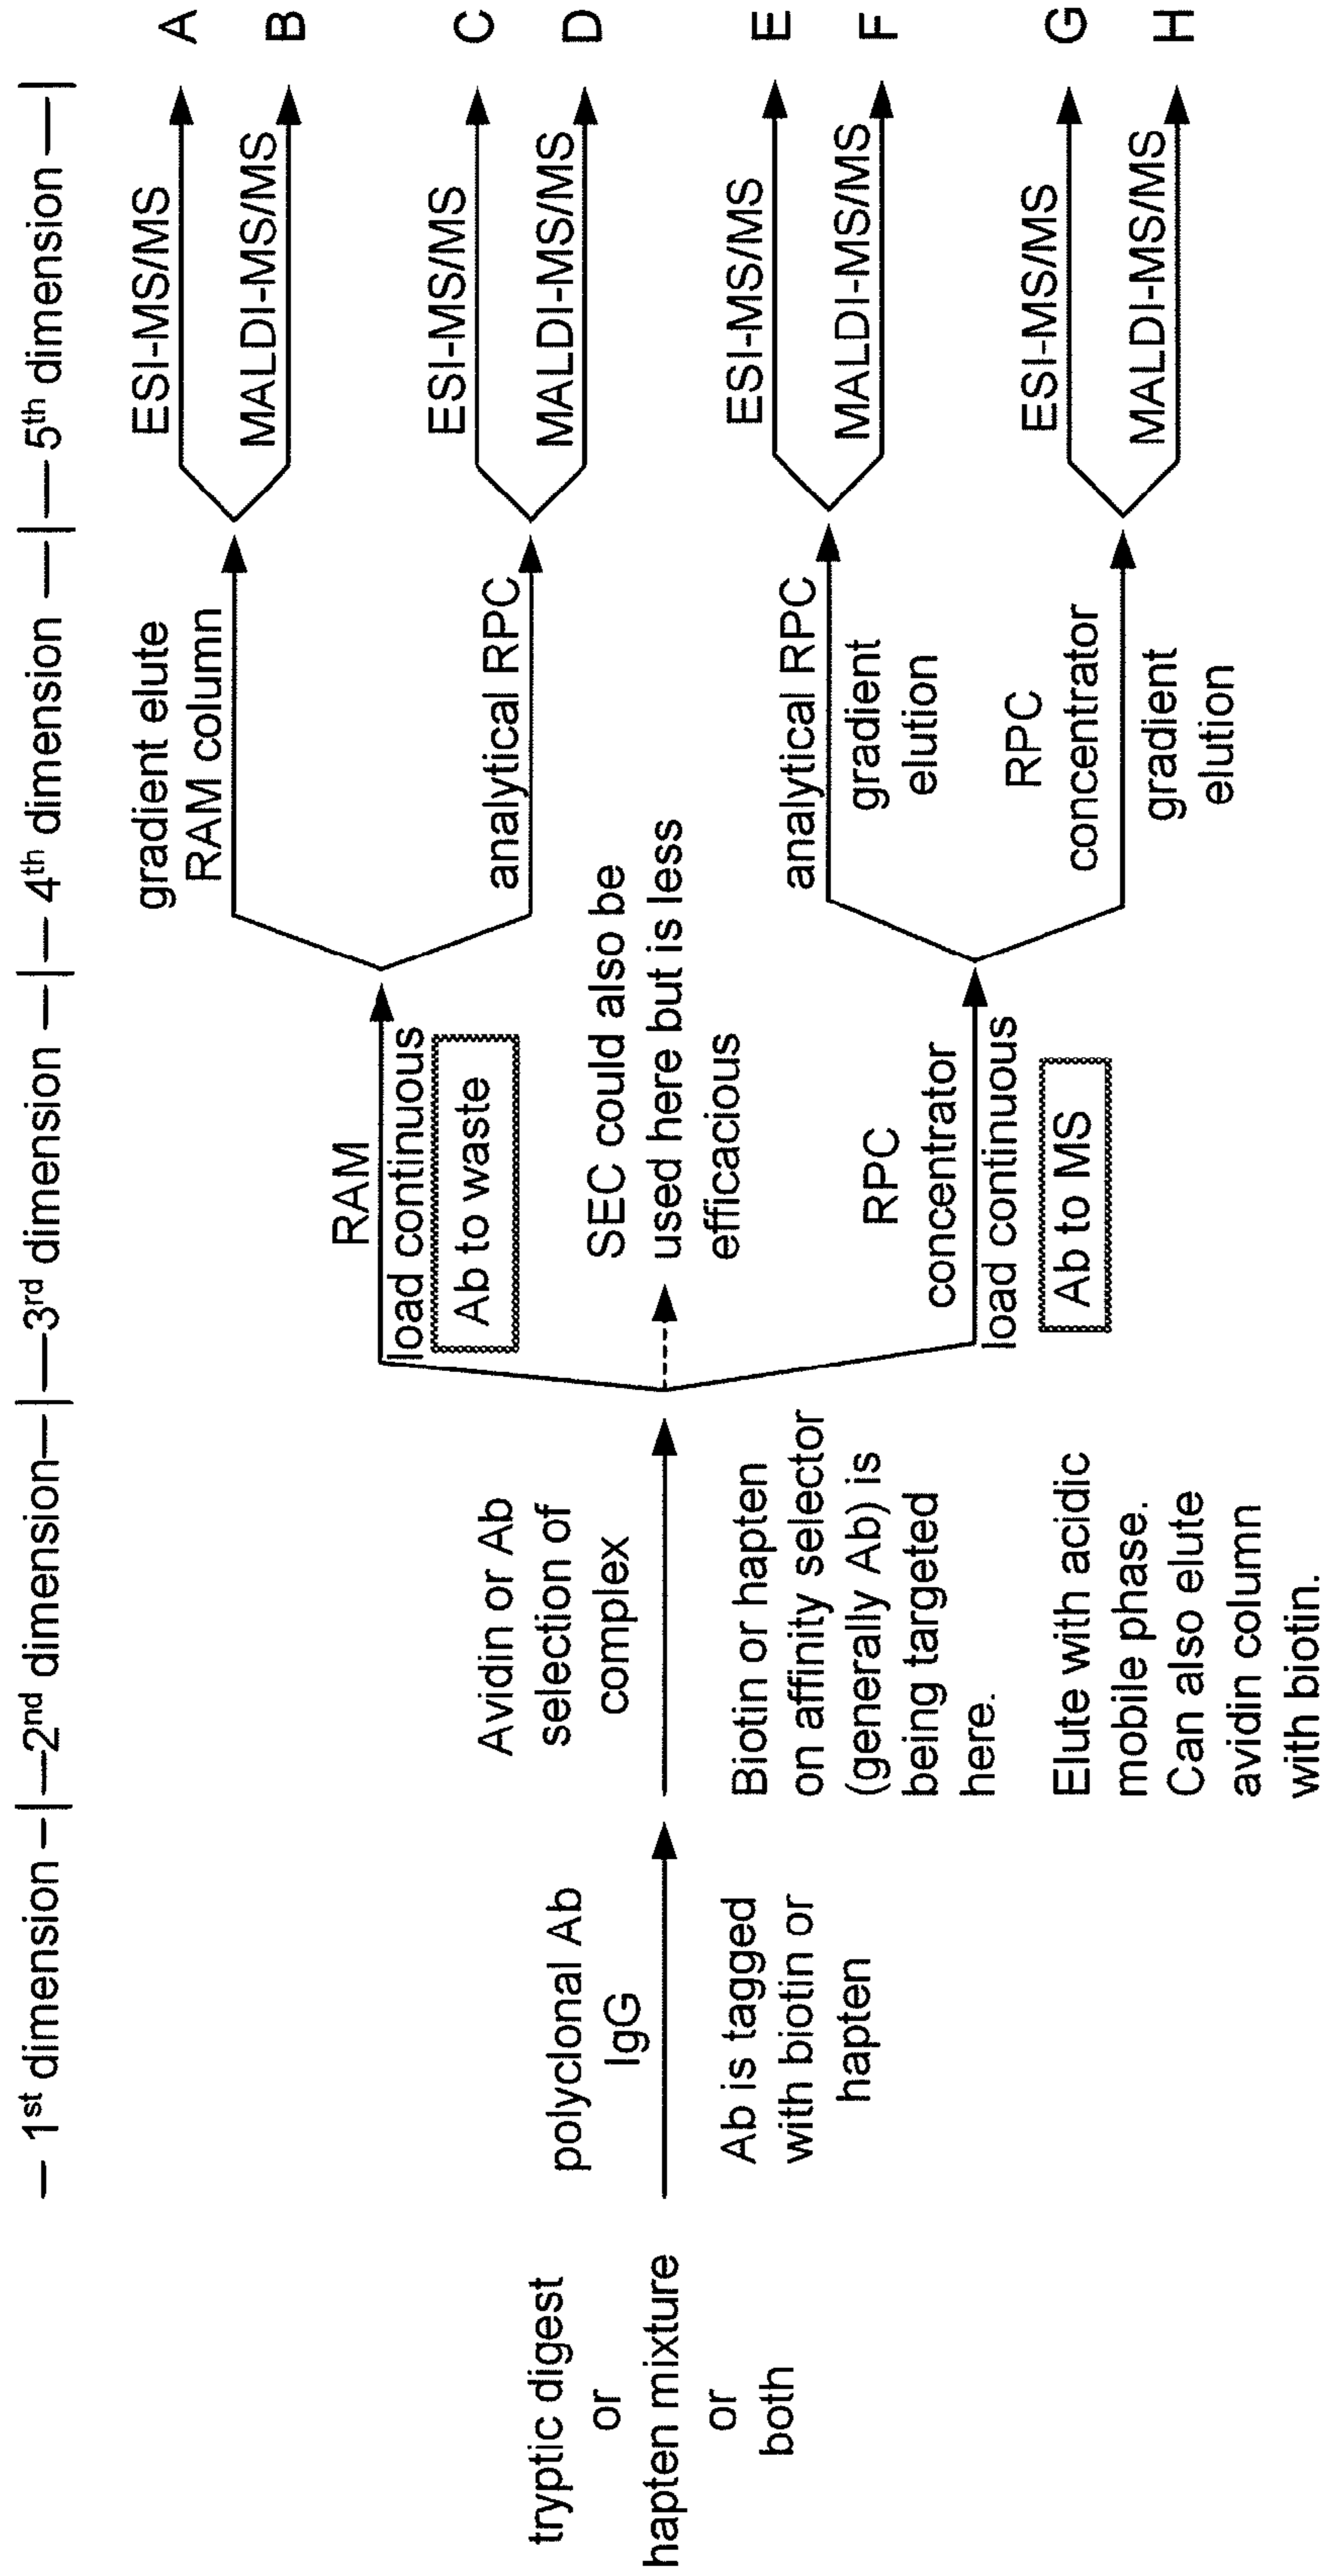 — 1st dimension —|—2nd dimension—|—3rd dimension —|— 4th dimension —|— 5th dimension —|
tryptic digest
or
hapten mixture
or
both
polyclonal Ab
IgG
Ab is tagged
with biotin or
hapten
Avidin or Ab
selection of
complex
Biotin or hapten
on affinity selector
(generally Ab) is
being targeted
here.
Elute with acidic
mobile phase.
Can also elute
avidin column
with biotin.
RAM
load continuous
Ab to waste
SEC could also be
used here but is less
efficacious
RPC
concentrator
load continuous
Ab to MS
gradient elute
RAM column
analytical RPC
analytical RPC
gradient
elution
RPC
concentrator
gradient
elution
ESI-MS/MS
A
MALDI-MS/MS
B
ESI-MS/MS
C
MALDI-MS/MS
D
ESI-MS/MS
E
MALDI-MS/MS
F
ESI-MS/MS
G
MALDI-MS/MS
H